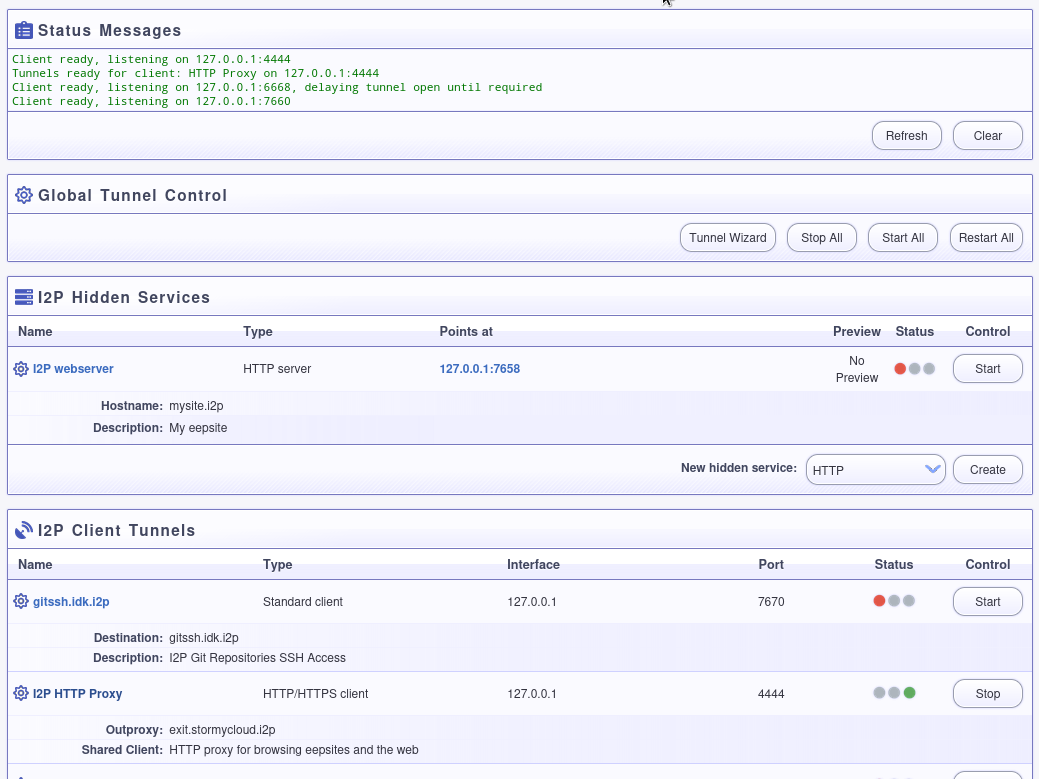 Status Messages
Client ready, listening on 127.0.0.1:4444
Tunnels ready for client: HTTP Proxy on 127.0.0.1:4444
Client ready, listening on 127.0.0.1:6668, delaying tunnel open until required
Client ready, listening on 127.0.0.1:7660
Refresh Clear
Global Tunnel Control
Tunnel Wizard Stop All Start All Restart All
I2P Hidden Services
Name Type Points at Preview Status Control
I2P webserver HTTP server 127.0.0.1:7658 No Preview Start
Hostname: mysite.i2p
Description: My eepsite
New hidden service: HTTP Create
I2P Client Tunnels
Name Type Interface Port Status Control
gitssh.idk.i2p Standard client 127.0.0.1 7670 Start
Destination: gitssh.idk.i2p
Description: I2P Git Repositories SSH Access
I2P HTTP Proxy HTTP/HTTPS client 127.0.0.1 4444 Stop
Outproxy: exit.stormycloud.i2p
Shared Client: HTTP proxy for browsing eepsites and the web